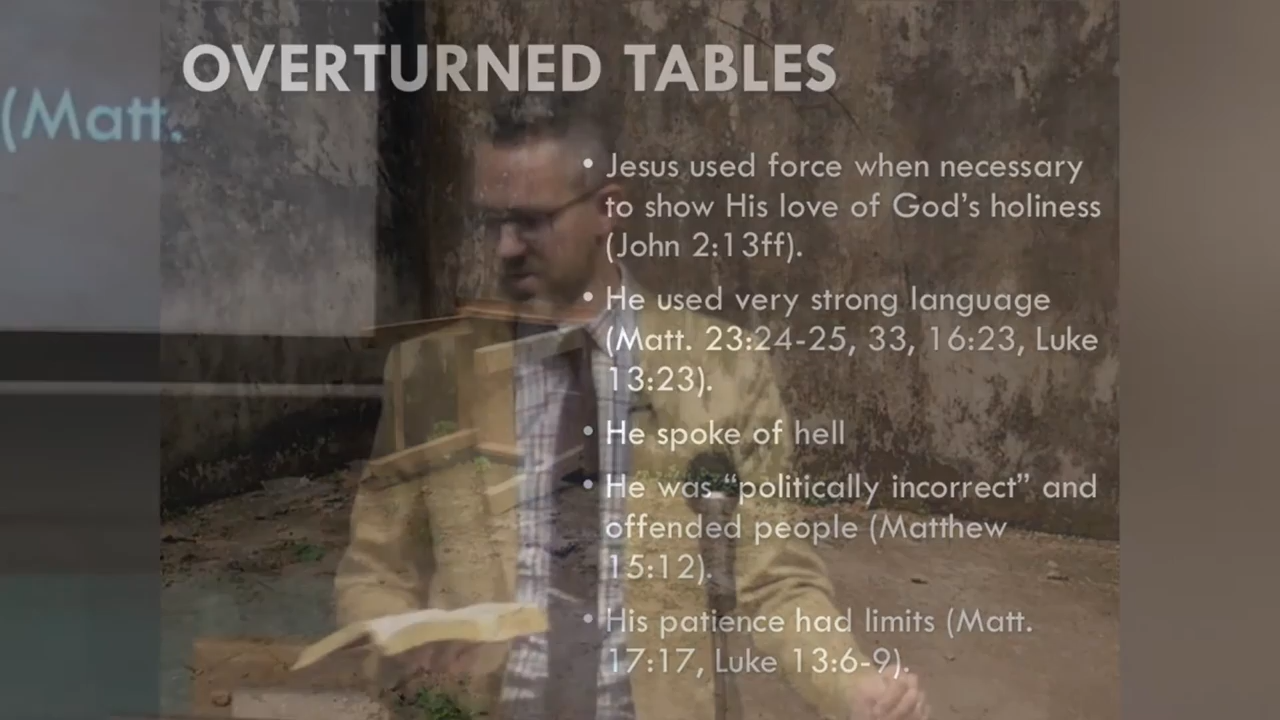 OVERTURNED TABLES
(Matt.
• Jesus used force when necessary
to show His love of God’s holiness
(John 2:13ff).
• He used very strong language
(Matt. 23:24-25, 33, 16:23, Luke
13:23).
• He spoke of hell
• He was “politically incorrect” and
offended people (Matthew
15:12).
• His patience had limits (Matt.
17:17, Luke 13:6-9).